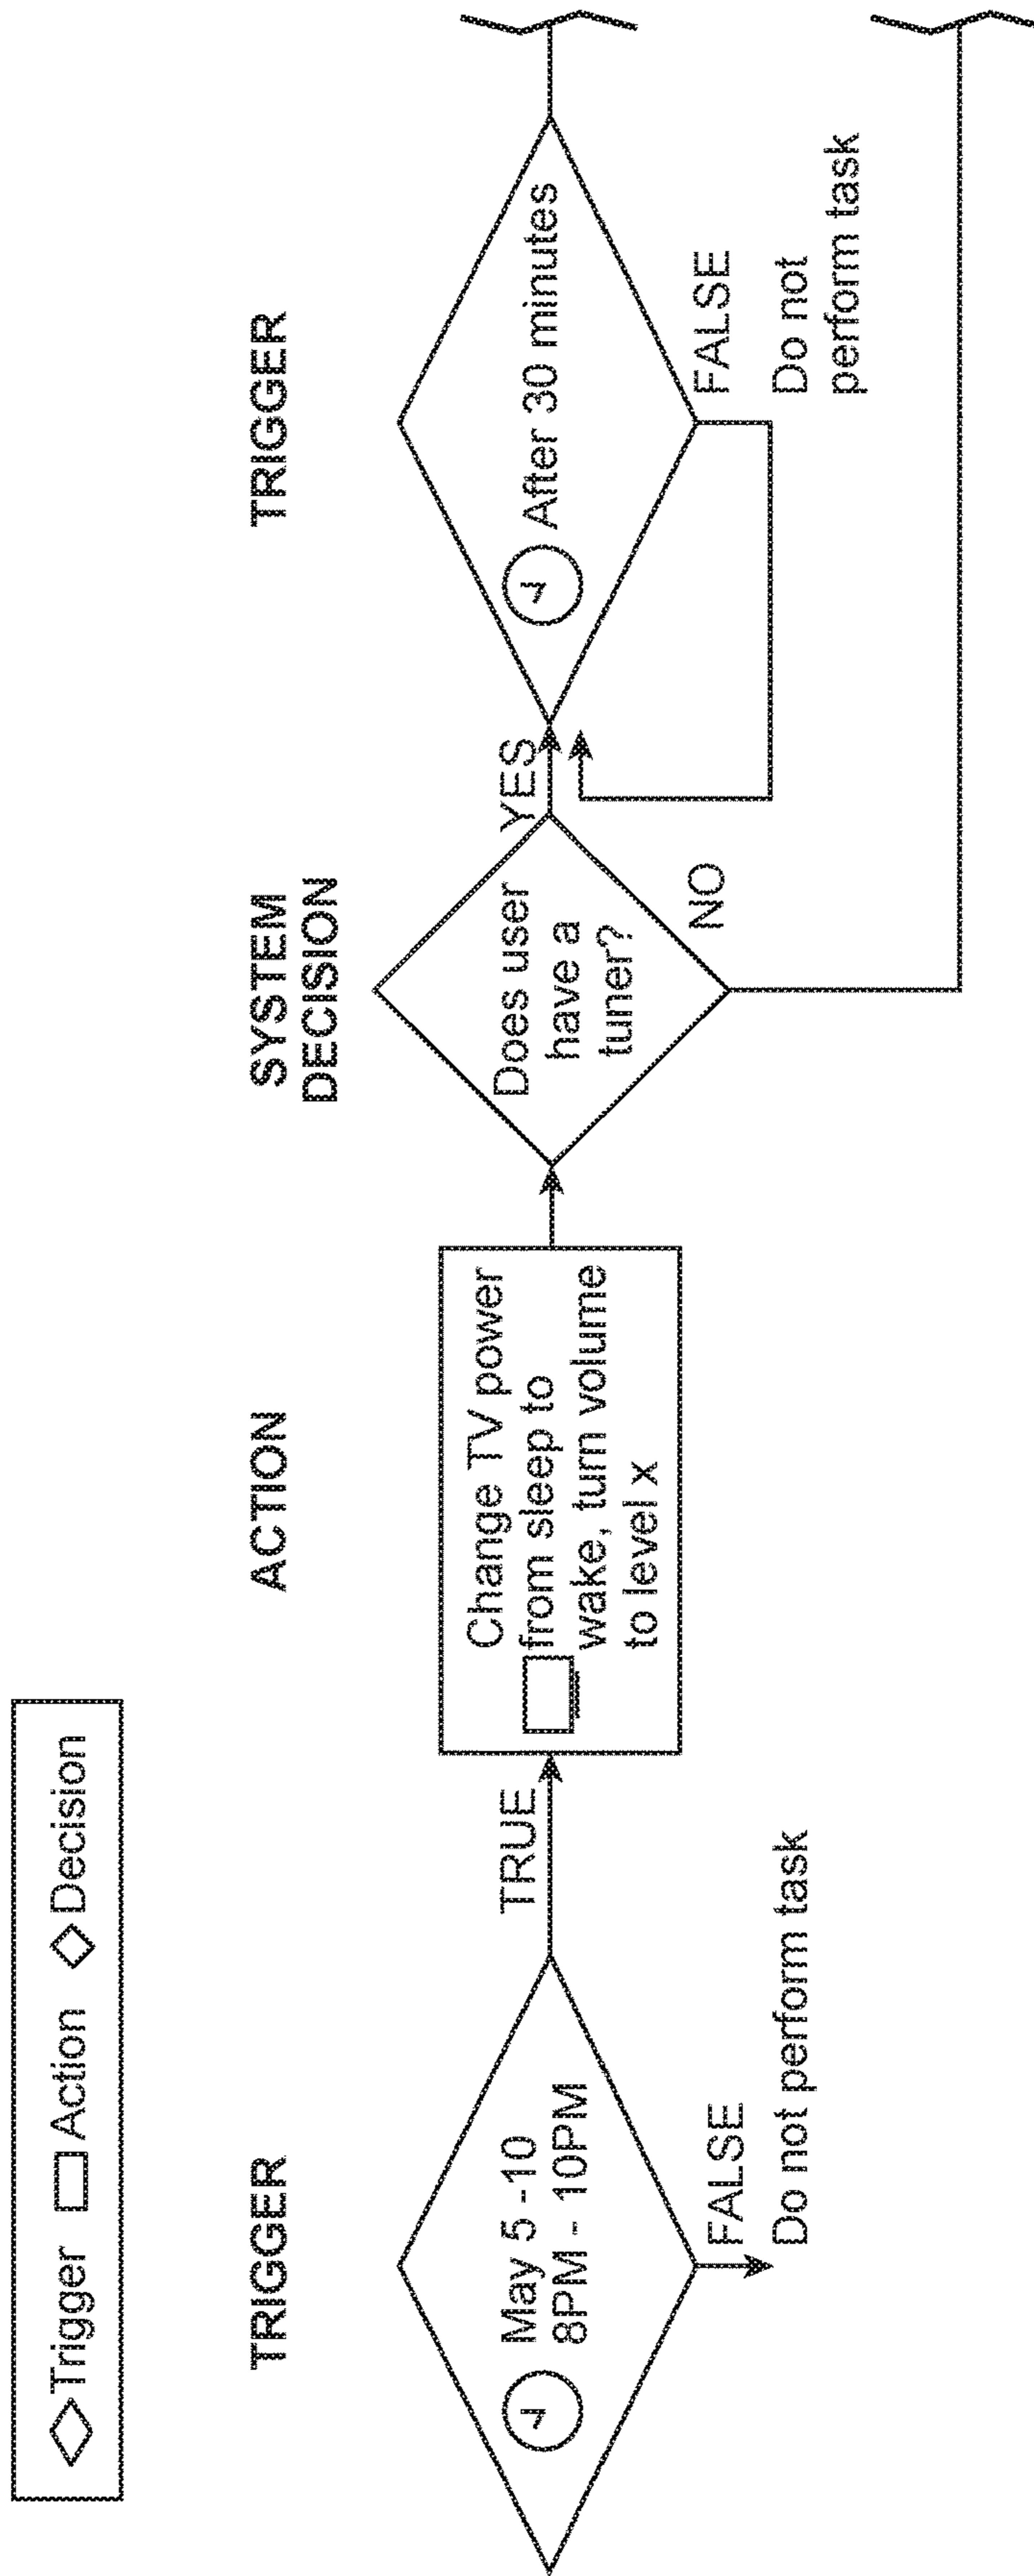 Trigger Action Decision
TRIGGER
May 5 -10
8PM - 10PM
FALSE
Do not perform task
TRUE
ACTION
Change TV power
from sleep to
wake, turn volume
to level x
SYSTEM
DECISION
Does user
have a
tuner?
YES
NO
TRIGGER
After 30 minutes
FALSE
Do not
perform task